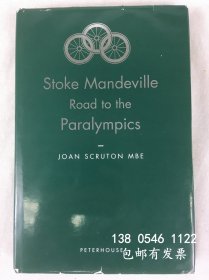 Stoke Mandeville
Road to the
Paralympics
JOAN SCRUTON MBE
138 0546 1122
包邮有发票
PETERHOUSE